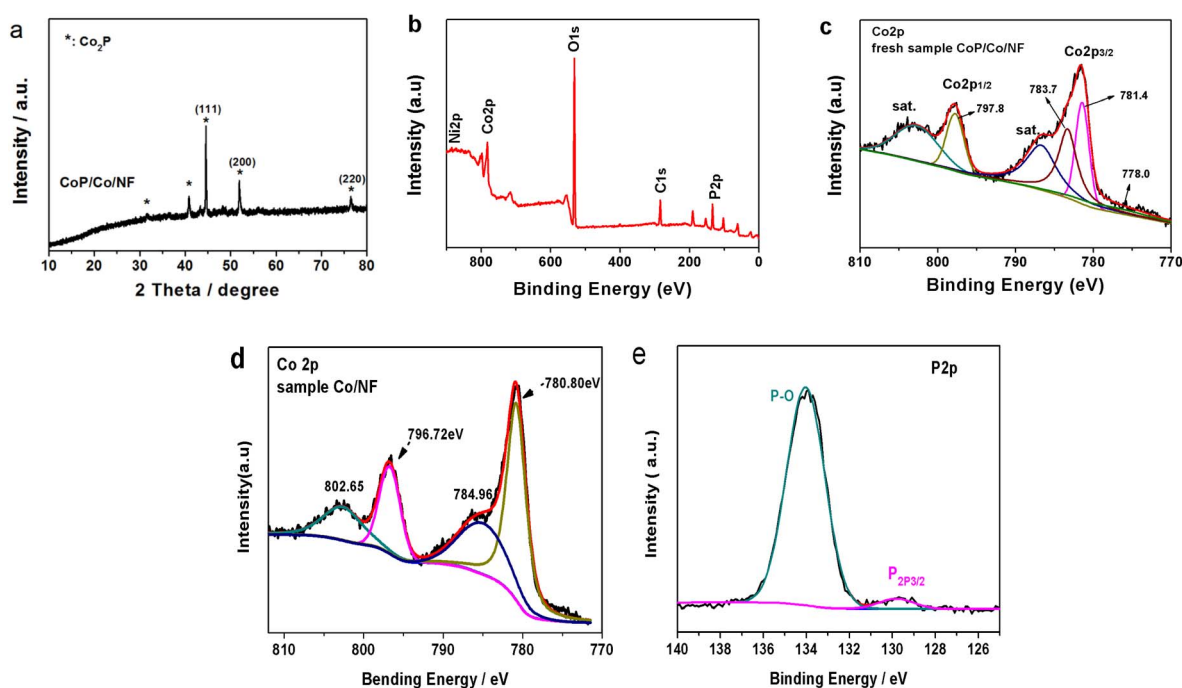 a
*: Co₂P
(111)
*
(200)
*
(220)
*
*
*
CoP/Co/NF
Intensity / a.u.
10 20 30 40 50 60 70 80
2 Theta / degree
b
O1s
Ni2p
Co2p
C1s
P2p
Intensity (a.u)
800 600 400 200 0
Binding Energy (eV)
c
Co2p
fresh sample CoP/Co/NF
Co2p3/2
Co2p1/2
783.7
781.4
797.8
sat.
sat.
778.0
Intensity (a.u)
810 800 790 780 770
Binding Energy (eV)
d
Co 2p
sample Co/NF
-780.80eV
796.72eV
802.65
784.96
Intensity(a.u)
810 800 790 780 770
Bending Energy / eV
e
P2p
P-O
P2P3/2
Intensity ( a.u.)
140 138 136 134 132 130 128 126
Binding Energy / eV